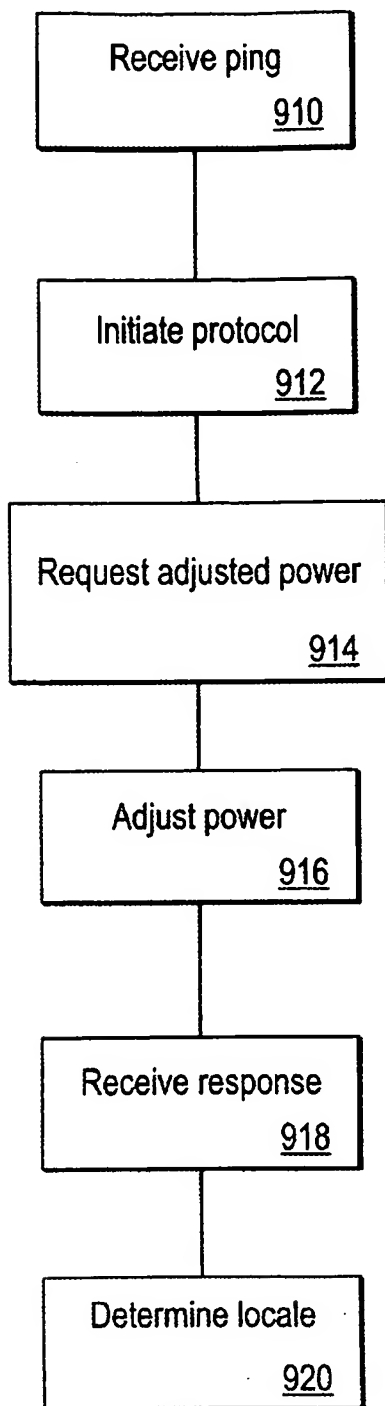 Receive ping
910
Initiate protocol
912
Request adjusted power
914
Adjust power
916
Receive response
918
Determine locale
920